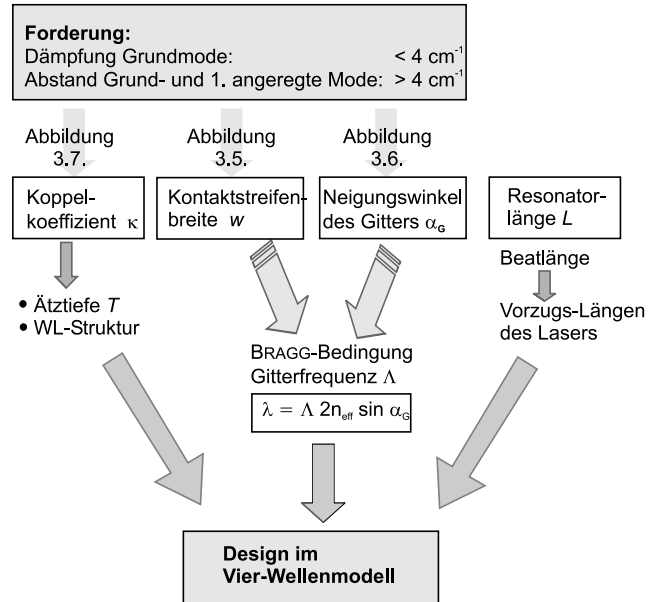 Forderung:
Dämpfung Grundmode: < 4 cm⁻¹
Abstand Grund- und 1. angeregte Mode: > 4 cm⁻¹
Abbildung
3.7.
Abbildung
3.5.
Abbildung
3.6.
Koppel-
koeffizient κ
Kontaktstreifen-
breite w
Neigungswinkel
des Gitters α_G
Resonator-
länge L
Beatlänge
• Ätztiefe T
• WL-Struktur
Vorzugs-Längen
des Lasers
BRAGG-Bedingung
Gitterfrequenz Λ
λ = Λ 2n_eff sin α_G
Design im
Vier-Wellenmodell